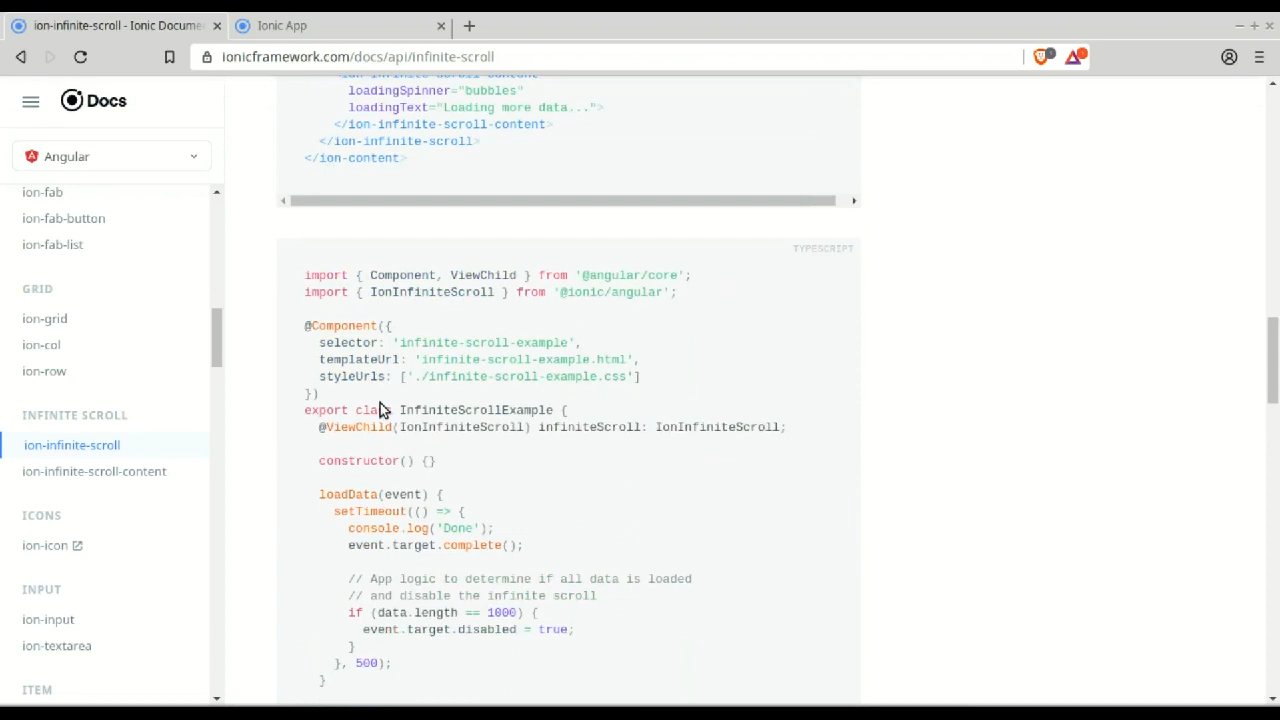 ion-infinite-scroll - Ionic Docume
Ionic App
ionicframework.com/docs/api/infinite-scroll
Docs
Angular
ion-fab
ion-fab-button
ion-fab-list
GRID
ion-grid
ion-col
ion-row
INFINITE SCROLL
ion-infinite-scroll
ion-infinite-scroll-content
ICONS
ion-icon
INPUT
ion-input
ion-textarea
ITEM
loadingSpinner="bubbles"
loadingText="Loading more data...">
</ion-infinite-scroll-content>
</ion-infinite-scroll>
</ion-content>
TYPESCRIPT
import { Component, ViewChild } from '@angular/core';
import { IonInfiniteScroll } from '@ionic/angular';
@Component({
selector: 'infinite-scroll-example',
templateUrl: 'infinite-scroll-example.html',
styleUrls: ['./infinite-scroll-example.css']
})
export class InfiniteScrollExample {
@ViewChild(IonInfiniteScroll) infiniteScroll: IonInfiniteScroll;
constructor() {}
loadData(event) {
setTimeout(() => {
console.log('Done');
event.target.complete();
// App logic to determine if all data is loaded
// and disable the infinite scroll
if (data.length == 1000) {
event.target.disabled = true;
}
}, 500);
}